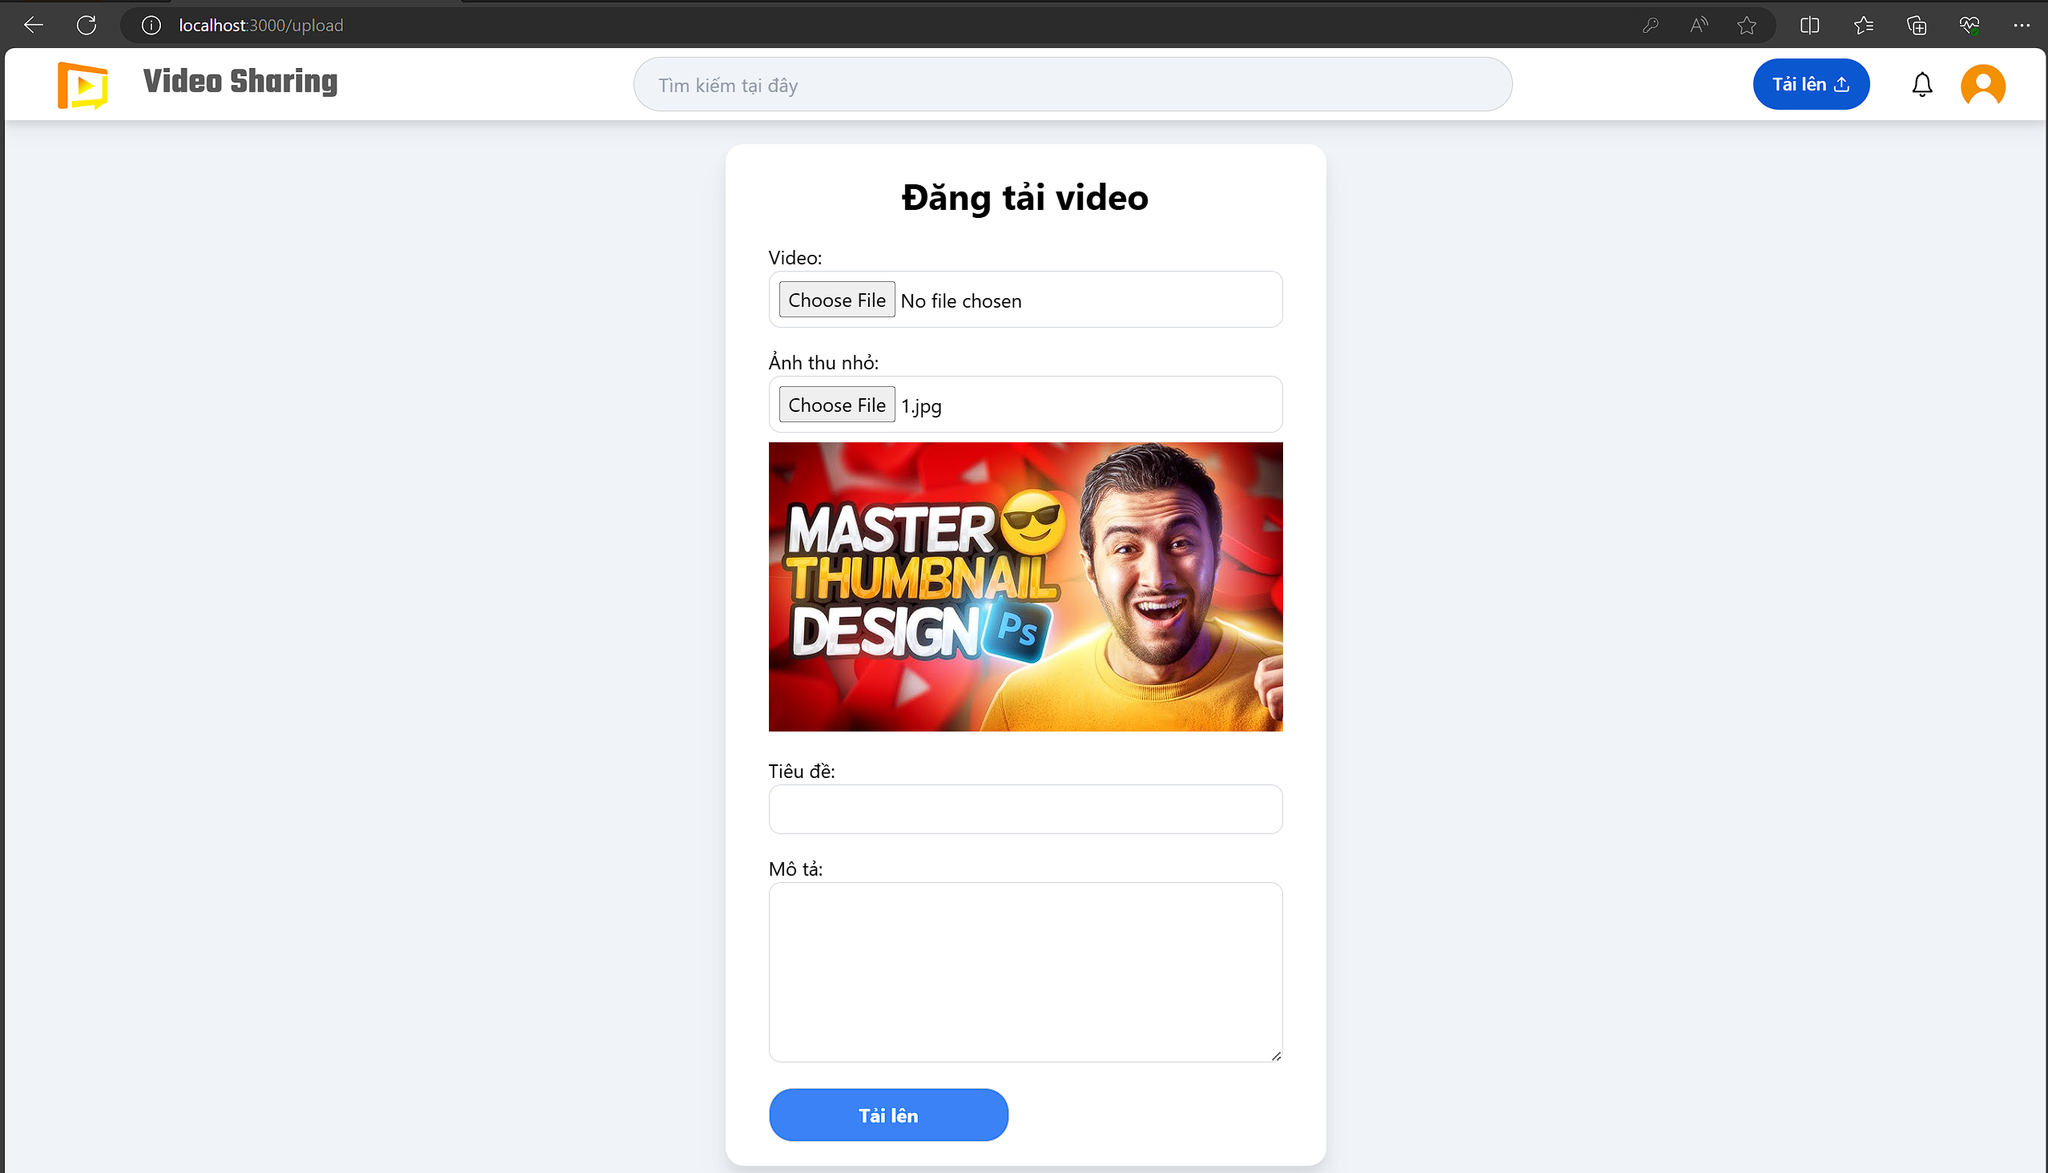 localhost:3000/upload
Video Sharing
Tìm kiếm tại đây
Tải lên
Đăng tải video
Video:
Choose File No file chosen
Ảnh thu nhỏ:
Choose File 1.jpg
MASTER
THUMBNAIL
DESIGN Ps
Tiêu đề:
Mô tả:
Tải lên